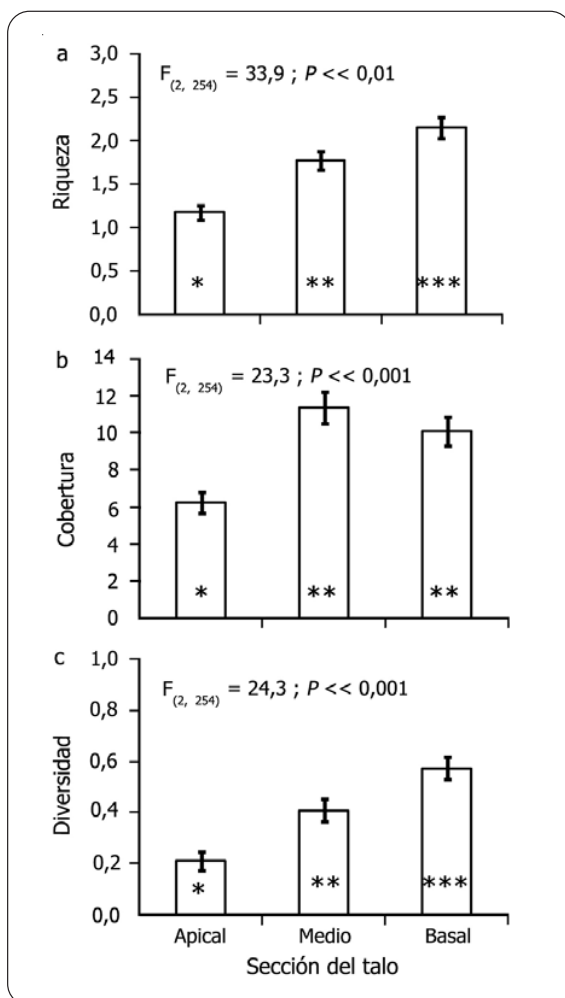 a
F(2, 254) = 33,9 ; P << 0,01
Riqueza
3,0
2,5
2,0
1,5
1,0
0,5
0,0
* ** ***
b
F(2, 254) = 23,3 ; P << 0,001
Cobertura
14
12
10
8
6
4
2
0
* ** **
c
F(2, 254) = 24,3 ; P << 0,001
Diversidad
1,0
0,8
0,6
0,4
0,2
0,0
* ** ***
Apical Medio Basal
Sección del talo